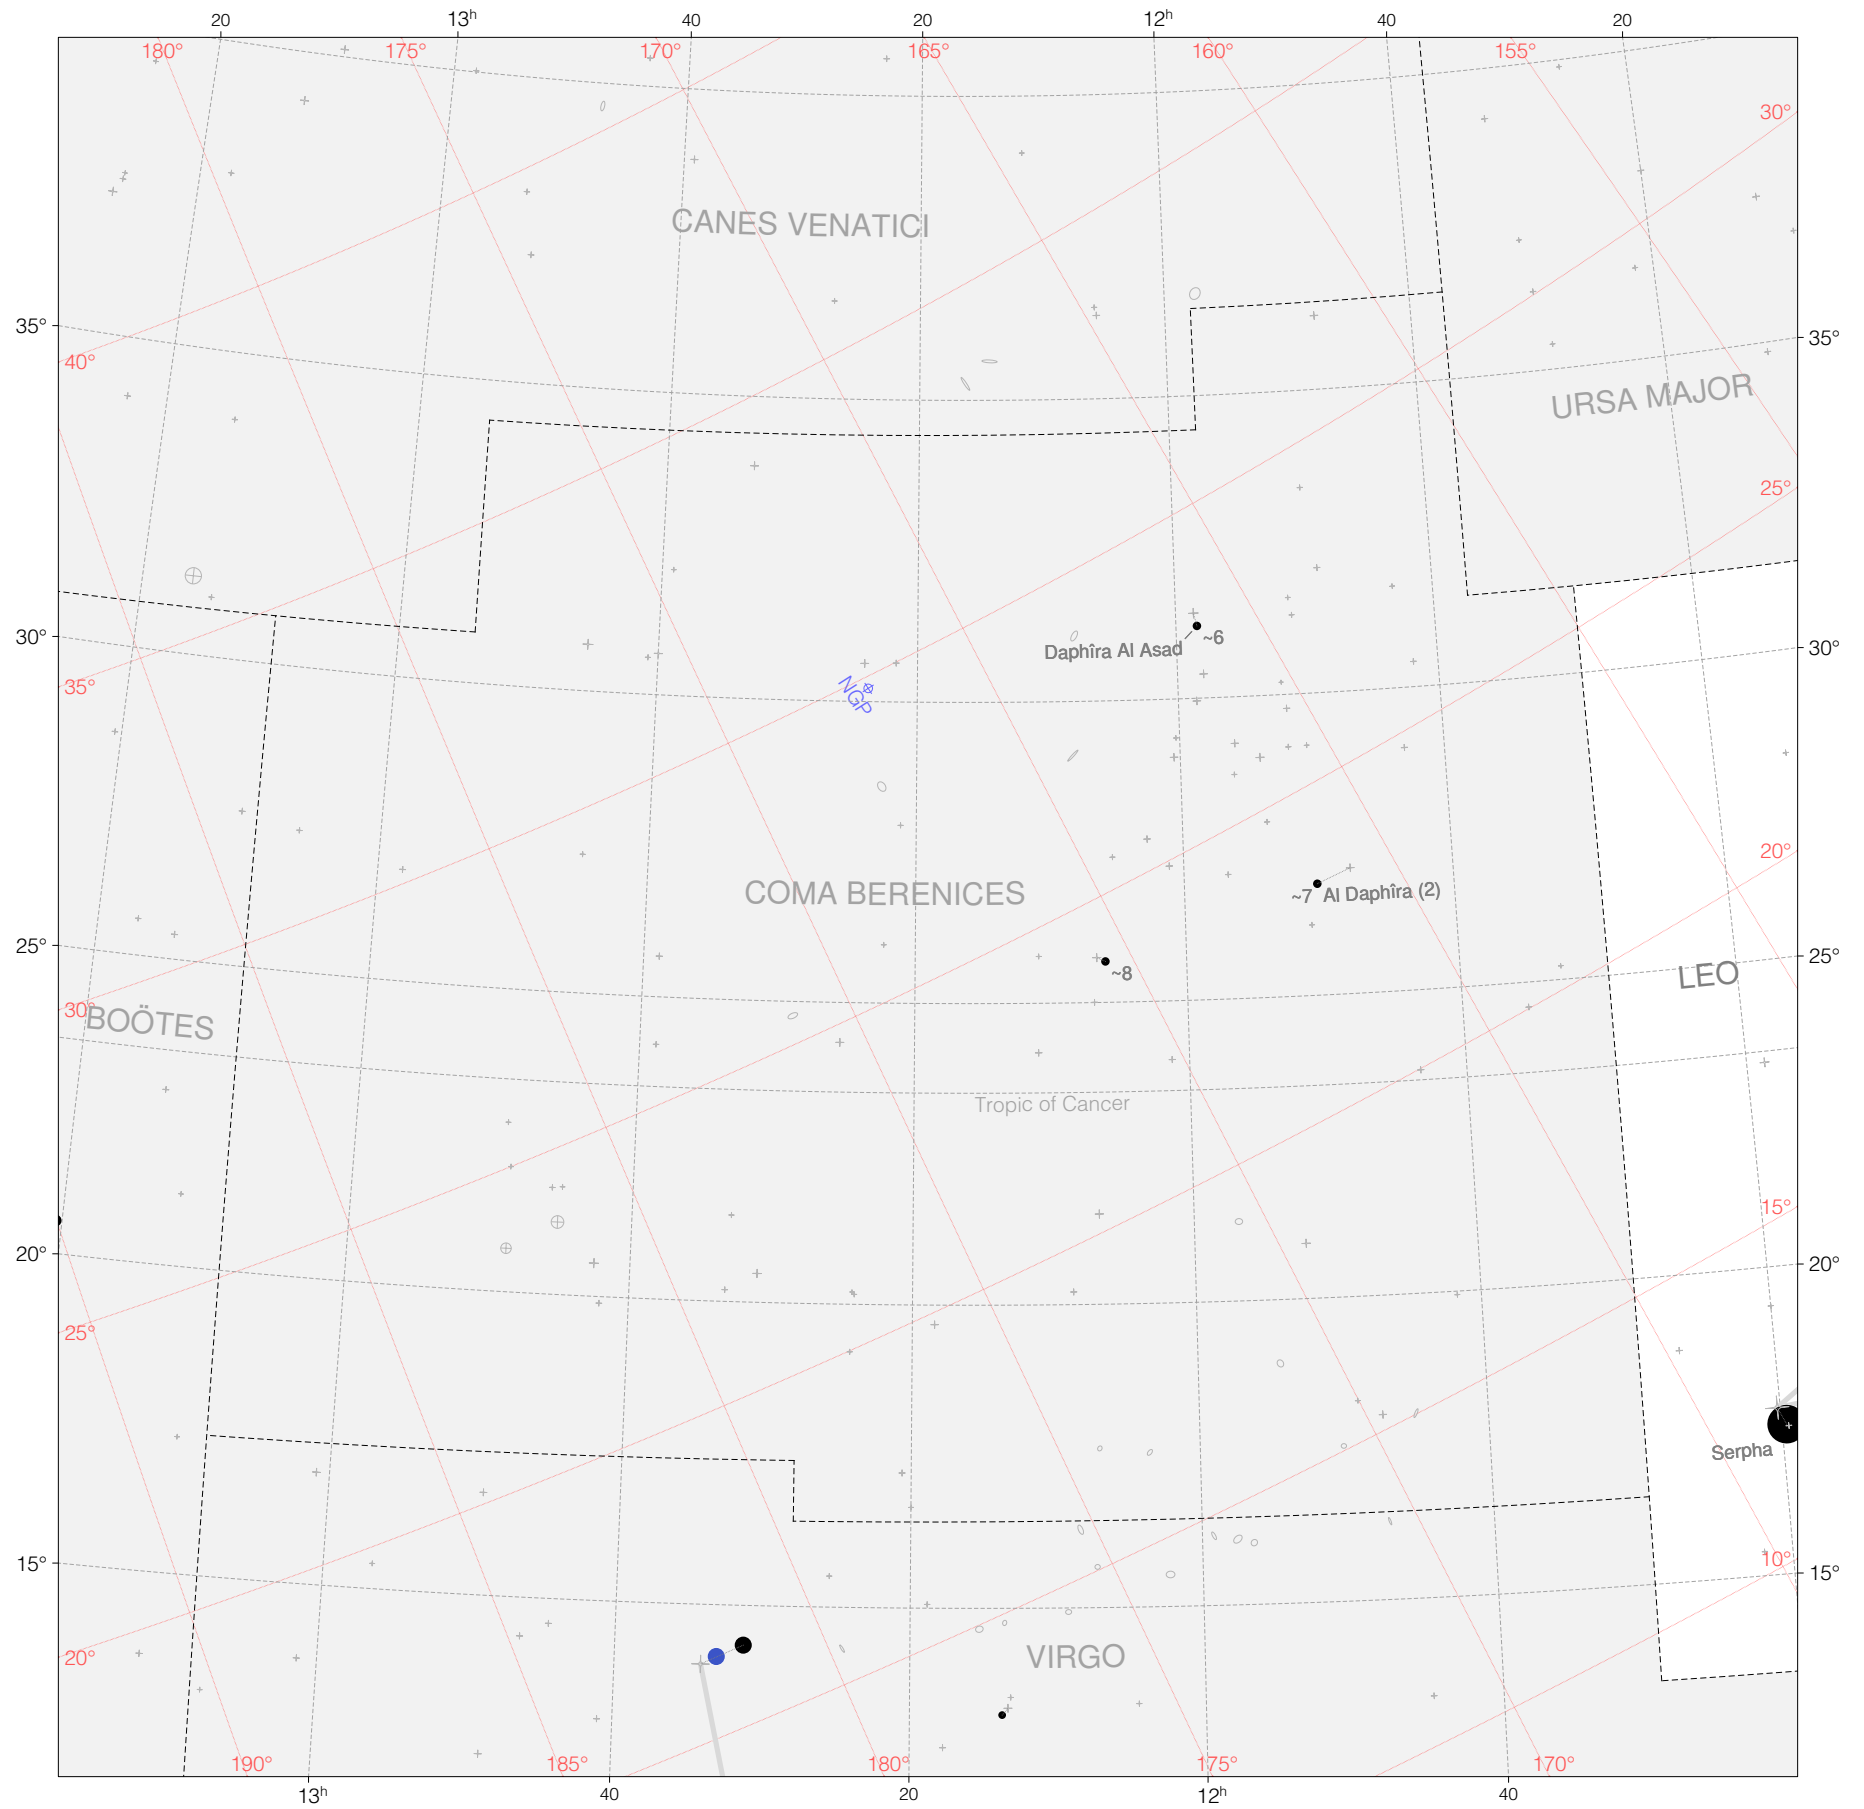 20 13h 40 20 12h 40 20
180° 175° 170° 165° 160° 155°
30°
CANES VENATICI
35° 35°
40°
URSA MAJOR
25°
30° ~6 30°
Daphîra Al Asad
35° NGP
20°
COMA BERENICES ~7 Al Daphîra (2)
25° 25°
~8 LEO
30° BOÖTES
Tropic of Cancer
15°
20° 20°
25°
Serpha
15° 10° 15°
20° VIRGO
190° 185° 180° 175° 170°
13h 40 20 12h 40